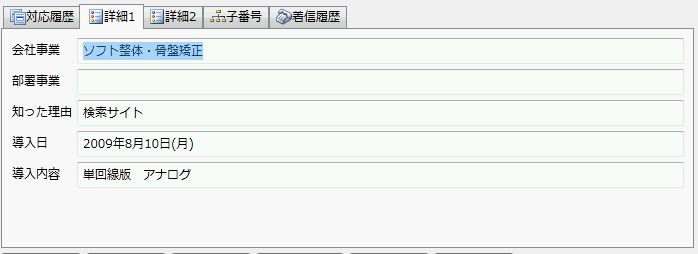 対応履歴 詳細1 詳細2 子番号 着信履歴
会社事業 ソフト整体・骨盤矯正
部署事業
知った理由 検索サイト
導入日 2009年8月10日(月)
導入内容 単回線版　アナログ